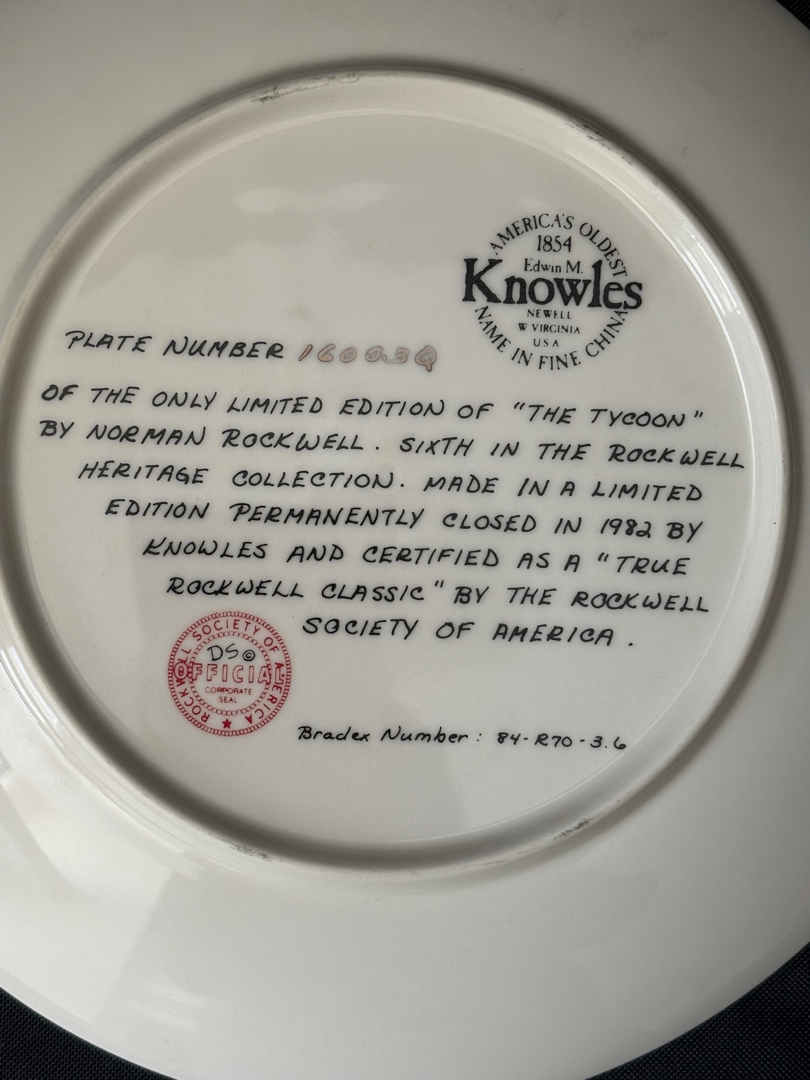 AMERICA'S OLDEST
1854
Edwin M.
Knowles
NEWELL
W VIRGINIA
USA
NAME IN FINE CHINA
PLATE NUMBER
OF THE ONLY LIMITED EDITION OF "THE TYCOON"
BY NORMAN ROCKWELL. SIXTH IN THE ROCKWELL
HERITAGE COLLECTION. MADE IN A LIMITED
EDITION PERMANENTLY CLOSED IN 1982 BY
KNOWLES AND CERTIFIED AS A "TRUE
ROCKWELL CLASSIC" BY THE ROCKWELL
SOCIETY OF AMERICA.
ROCKWELL SOCIETY OF AMERICA
DS©
OFFICIAL
CORPORATE
SEAL
Bradex Number: 84-R70-3.6